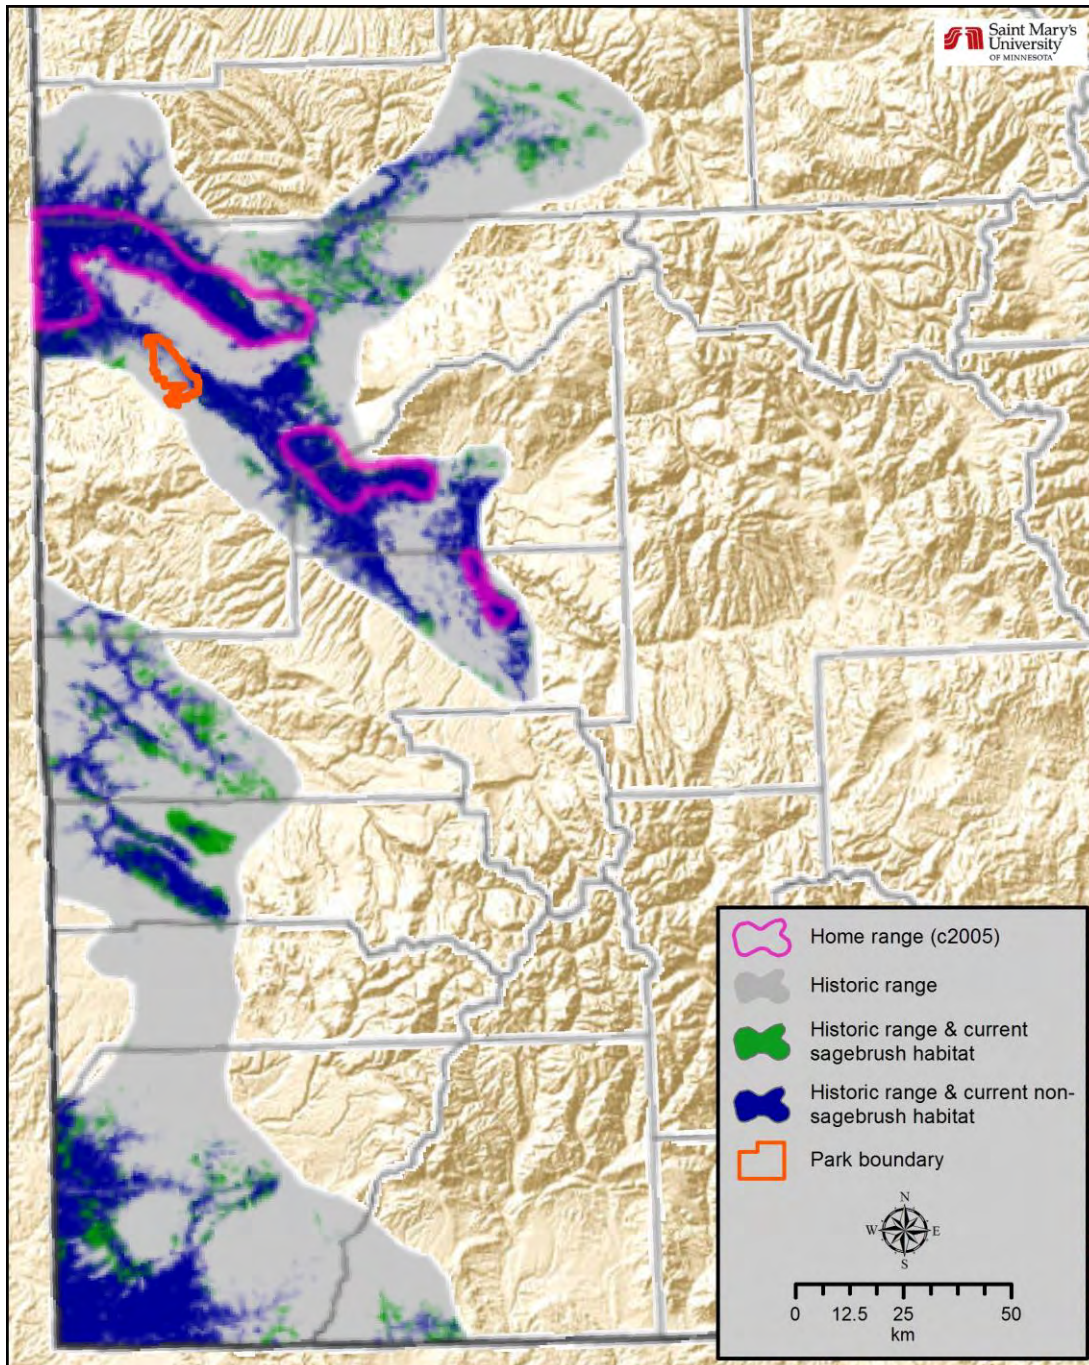 Saint Mary's
University
OF MINNESOTA
Home range (c2005)
Historic range
Historic range & current
sagebrush habitat
Historic range & current non-
sagebrush habitat
Park boundary
N
W E
S
0 12.5 25 50
km